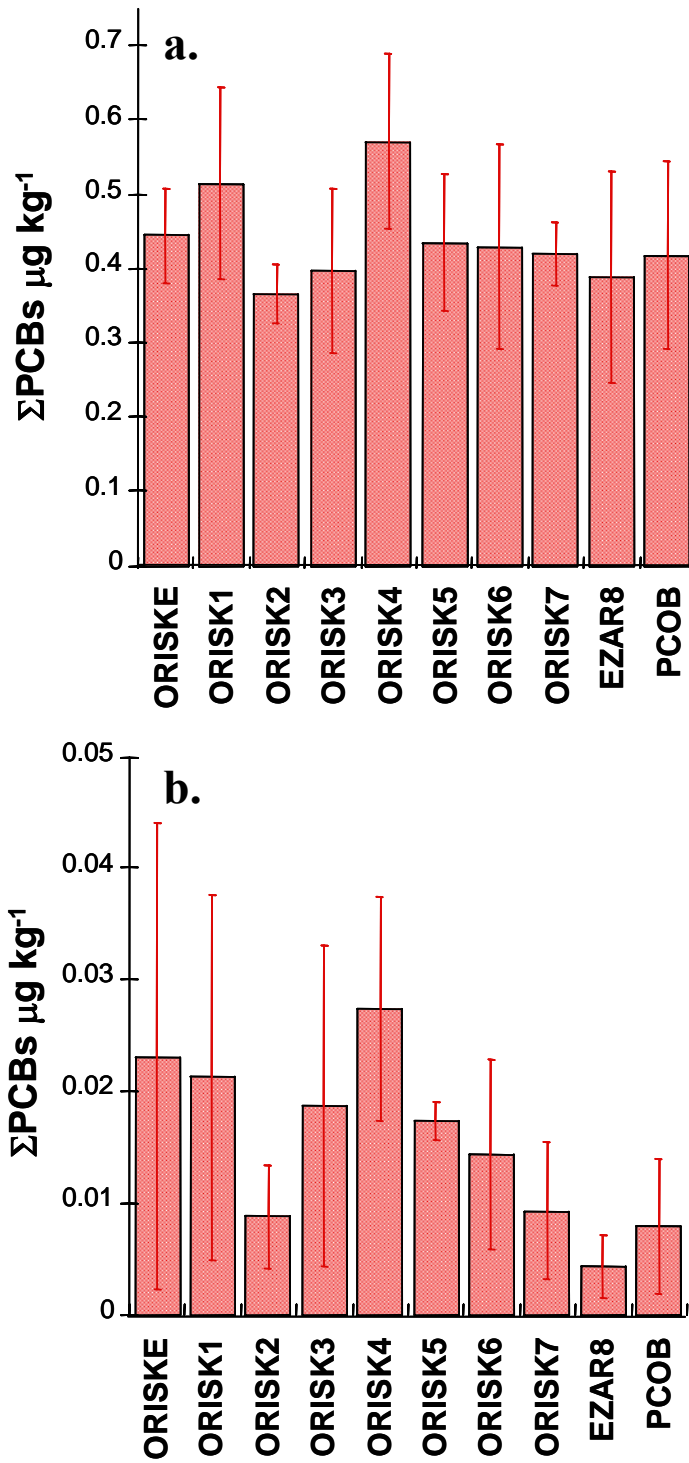 a.
ΣPCBs μg kg⁻¹
0.7
0.6
0.5
0.4
0.3
0.2
0.1
0
ORISKE
ORISK1
ORISK2
ORISK3
ORISK4
ORISK5
ORISK6
ORISK7
EZAR8
PCOB
b.
ΣPCBs μg kg⁻¹
0.05
0.04
0.03
0.02
0.01
0
ORISKE
ORISK1
ORISK2
ORISK3
ORISK4
ORISK5
ORISK6
ORISK7
EZAR8
PCOB